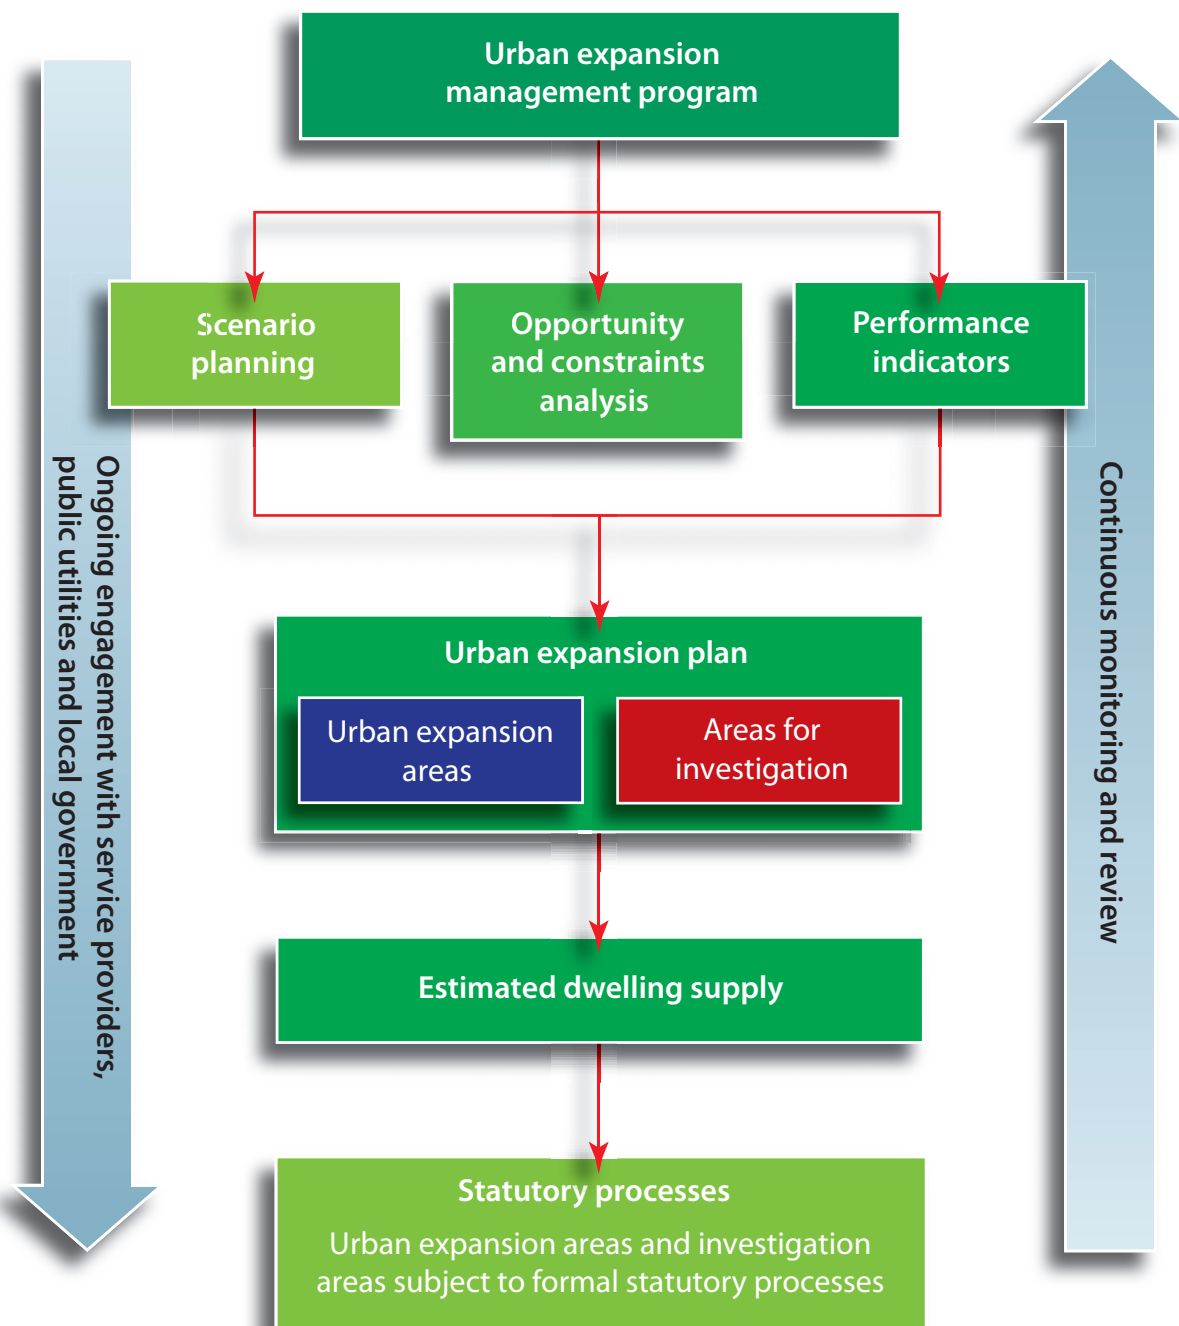 Urban expansion
management program
Scenario
planning
Opportunity
and constraints
analysis
Performance
indicators
Ongoing engagement with service providers,
public utilities and local government
Continuous monitoring and review
Urban expansion plan
Urban expansion
areas
Areas for
investigation
Estimated dwelling supply
Statutory processes
Urban expansion areas and investigation
areas subject to formal statutory processes